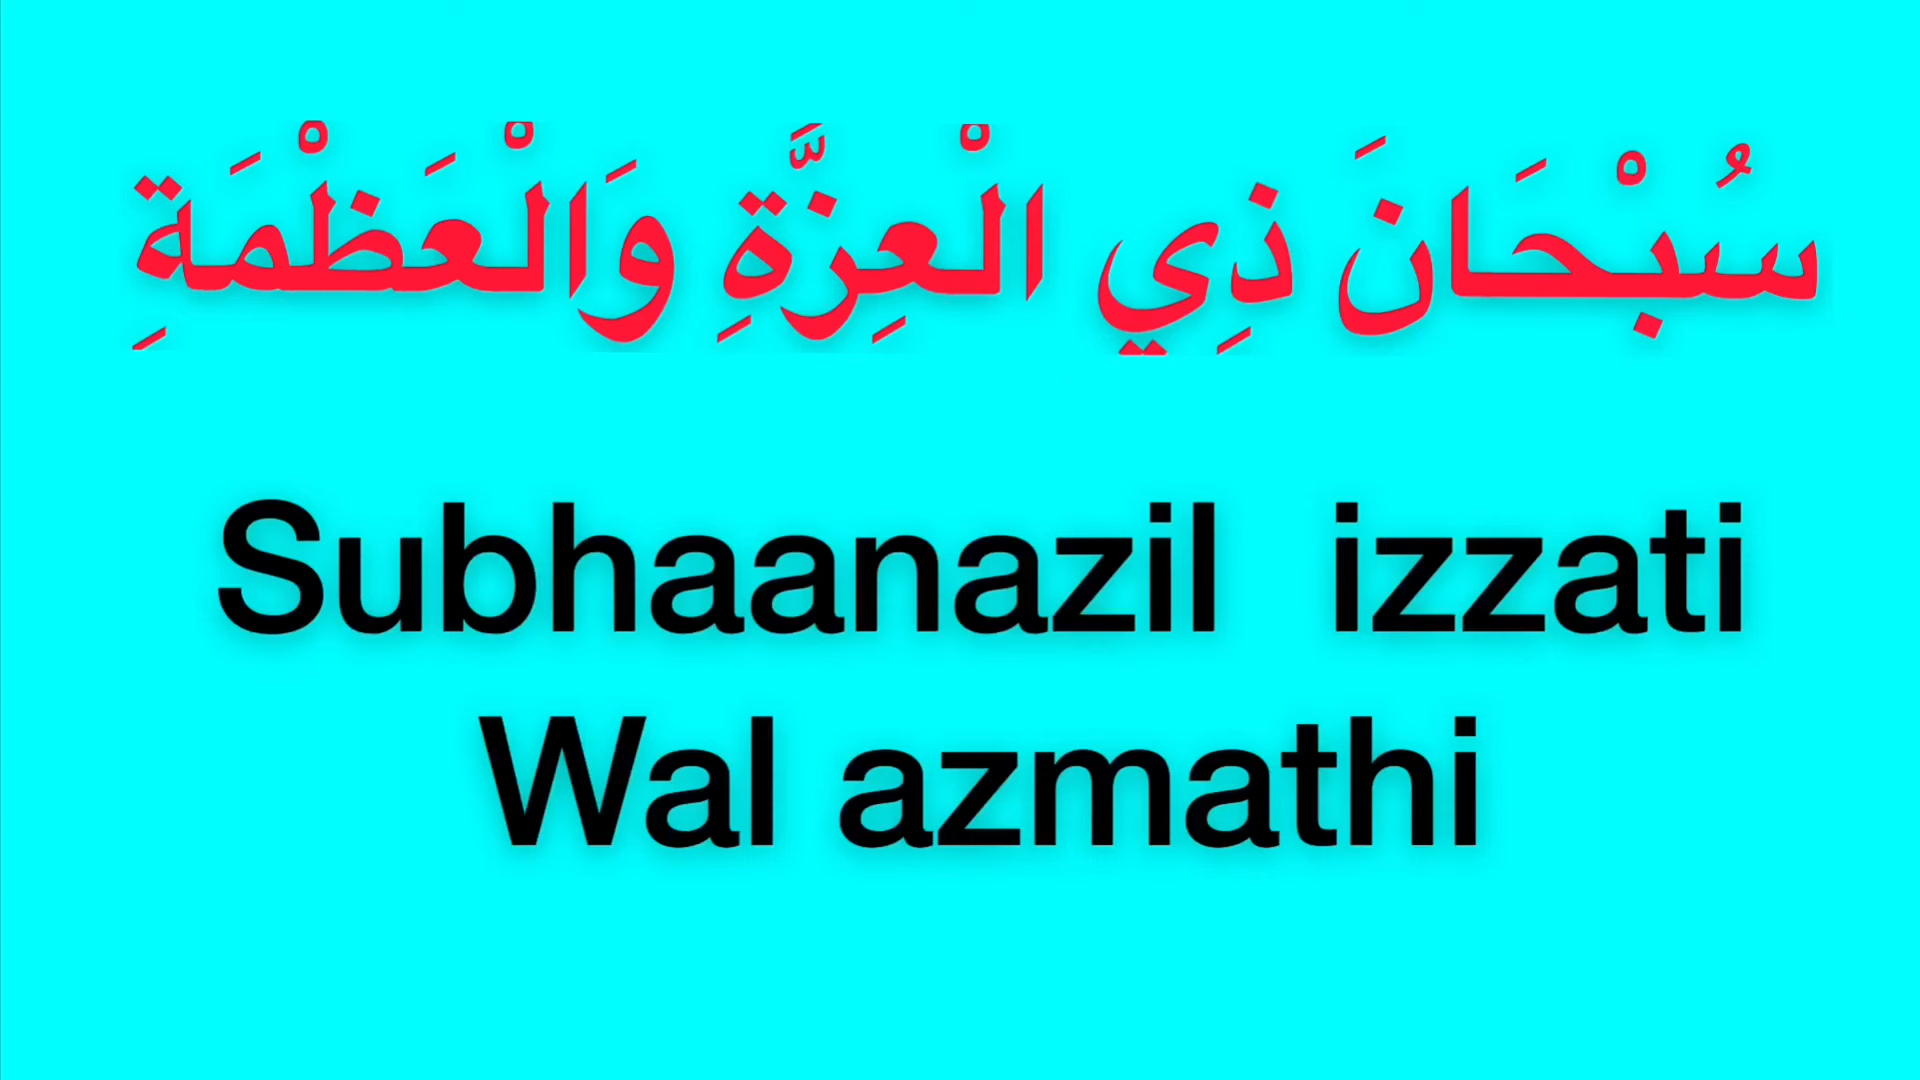 سُبْحَانَ ذِي الْعِزَّةِ وَالْعَظْمَةِ
Subhaanazil izzati
Wal azmathi